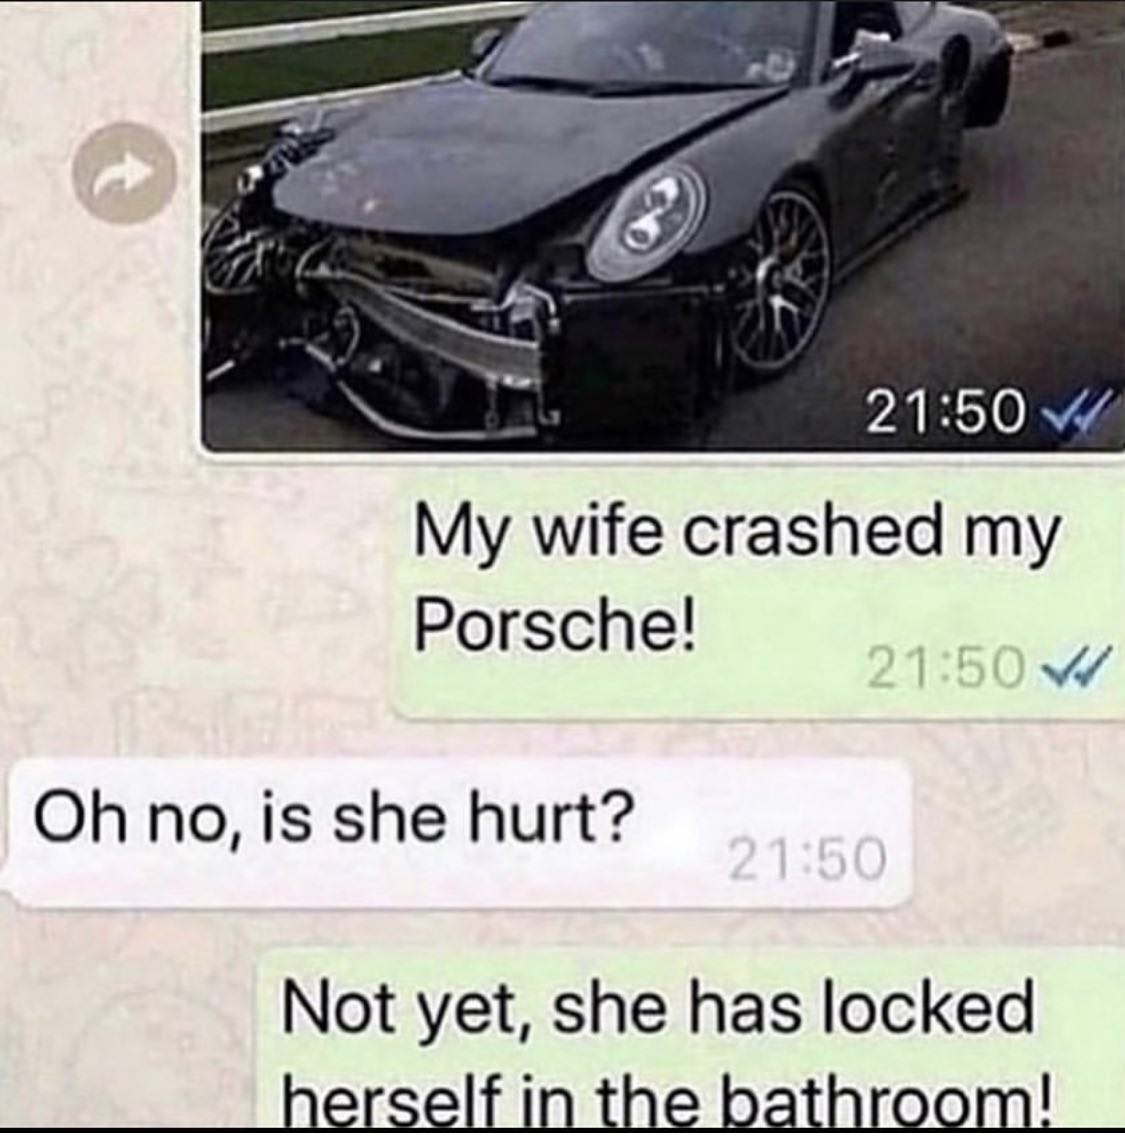 21:50
My wife crashed my
Porsche!
21:50
Oh no, is she hurt?
21:50
Not yet, she has locked
herself in the bathroom!